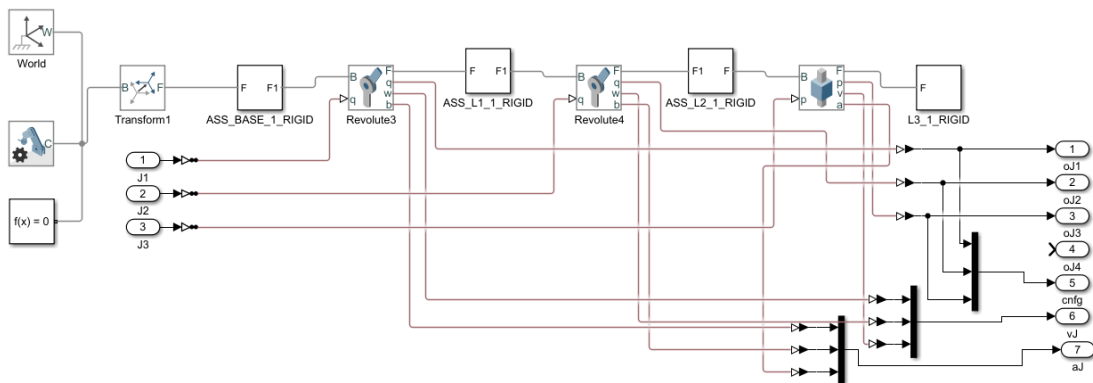 W
World
B F
Transform1
F F1
ASS_BASE_1_RIGID
B F
q q
w
b
Revolute3
F F1
ASS_L1_1_RIGID
B F
q q
w
b
Revolute4
F1 F
ASS_L2_1_RIGID
B F
p p
v
a
F
L3_1_RIGID
C
f(x) = 0
1
J1
2
J2
3
J3
1
oJ1
2
oJ2
3
oJ3
4
oJ4
5
cnfg
6
vJ
7
aJ